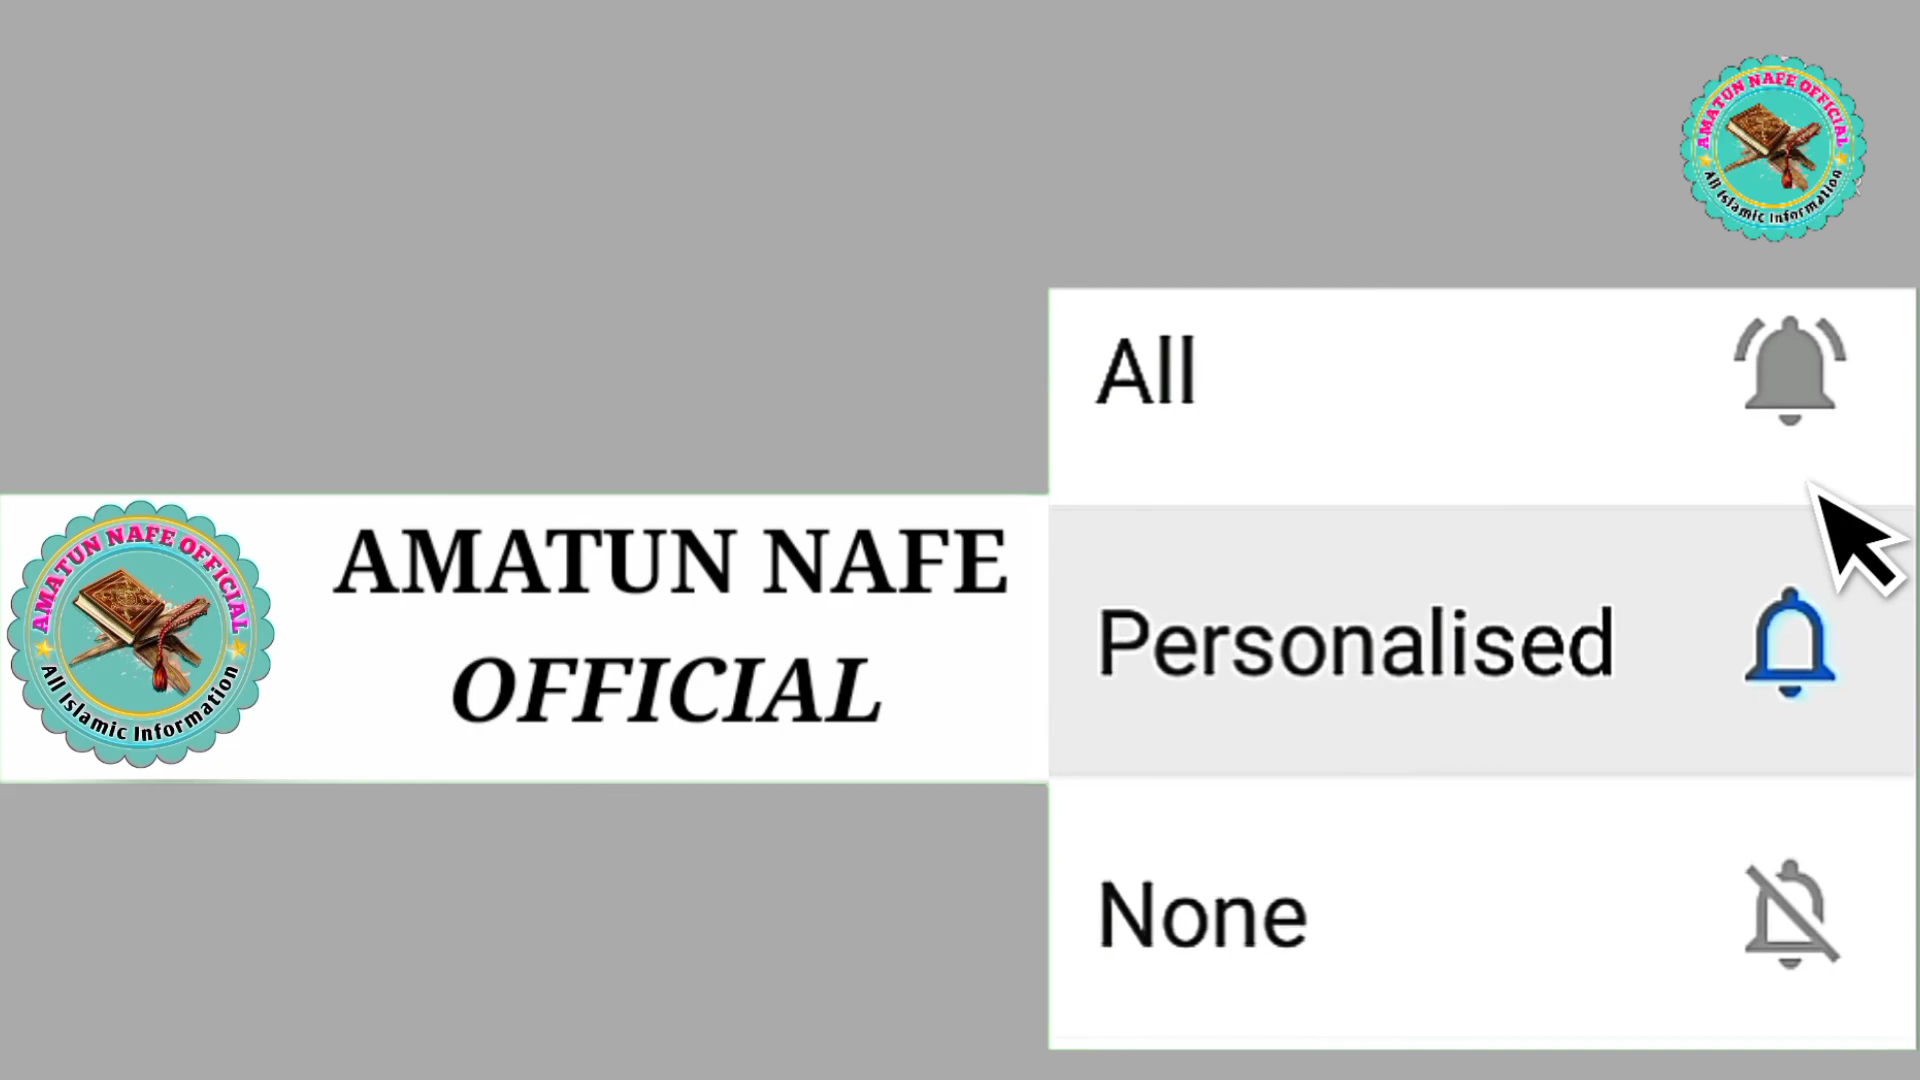 AMATUN NAFE OFFICIAL
All Islamic Information
All
AMATUN NAFE OFFICIAL
All Islamic Information
AMATUN NAFE
OFFICIAL
Personalised
None